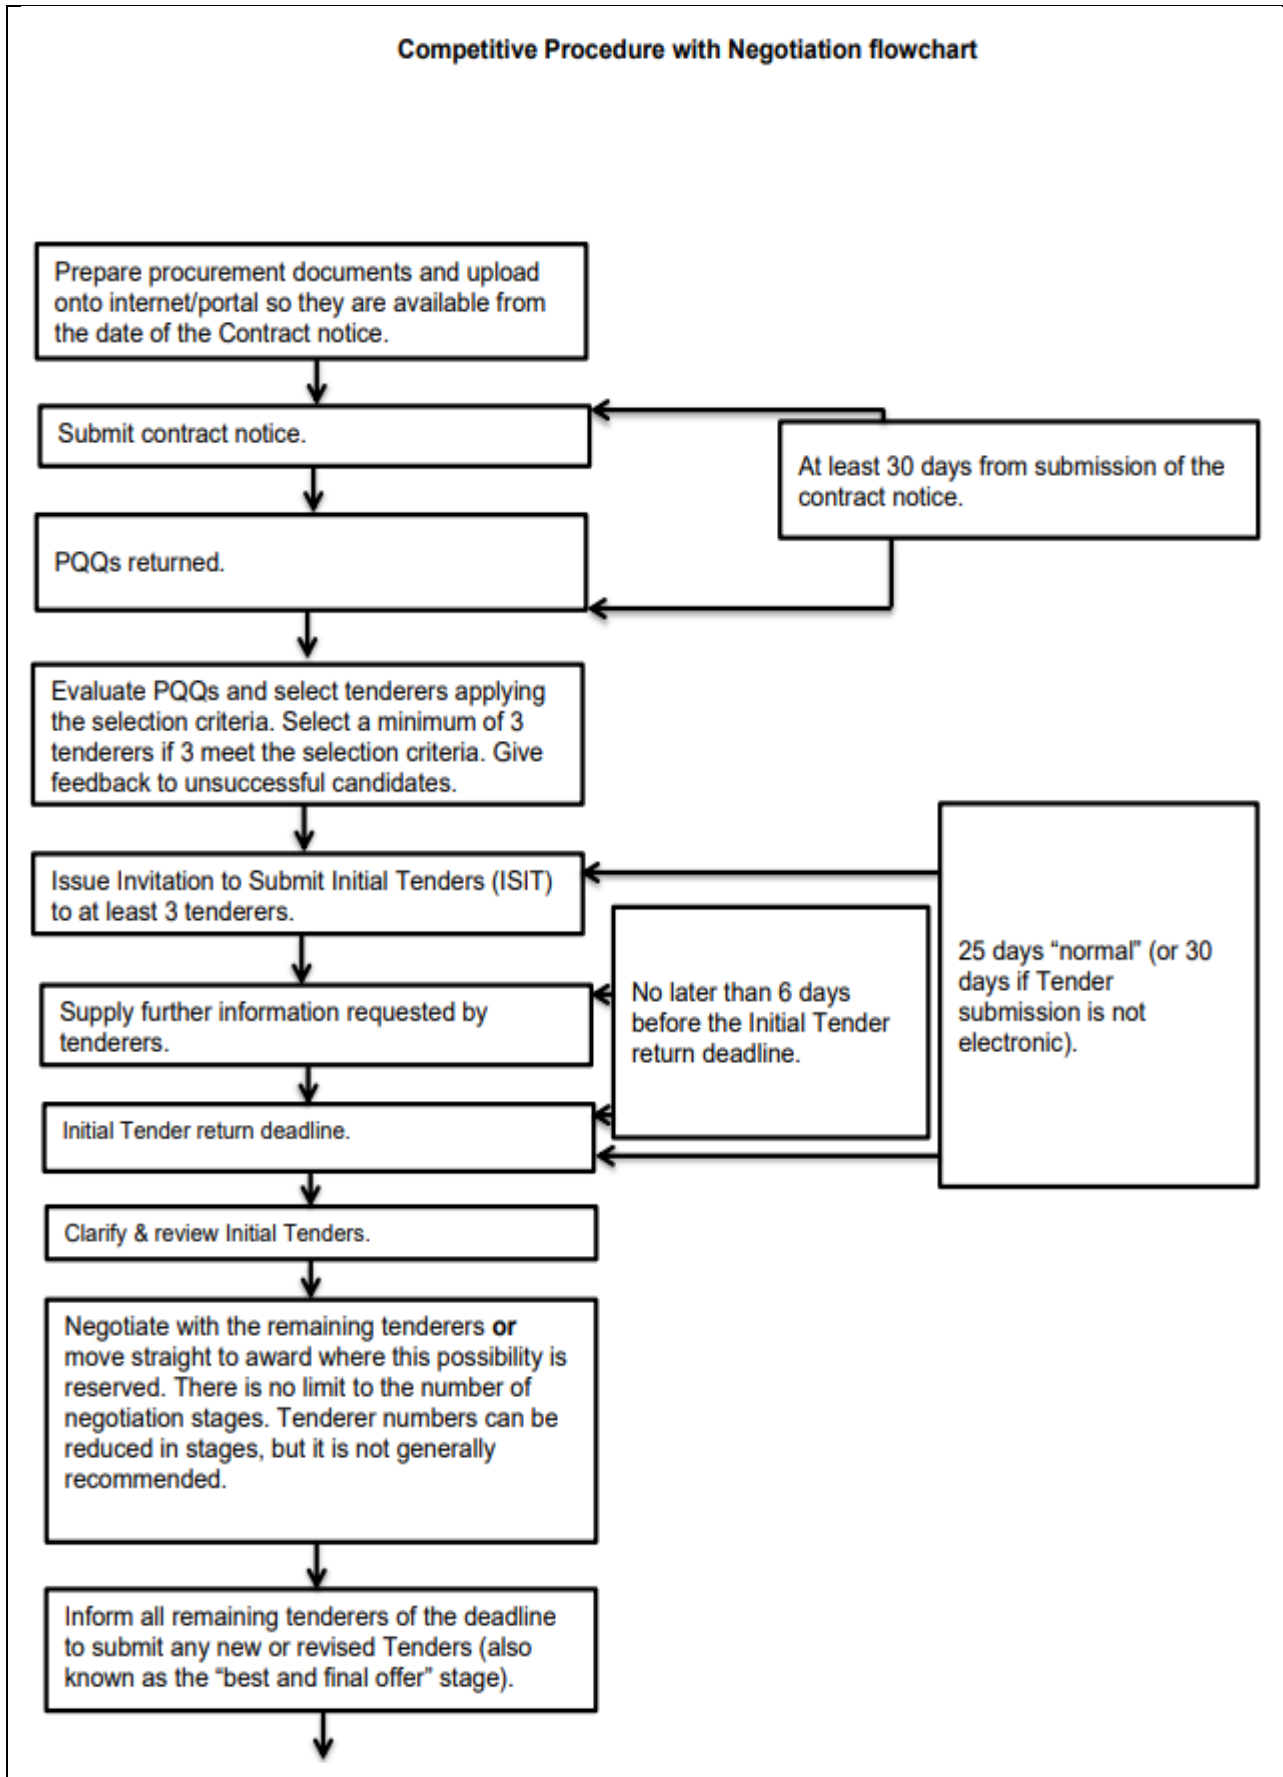 Competitive Procedure with Negotiation flowchart
Prepare procurement documents and upload
onto internet/portal so they are available from
the date of the Contract notice.
Submit contract notice.
At least 30 days from submission of the
contract notice.
PQQs returned.
Evaluate PQQs and select tenderers applying
the selection criteria. Select a minimum of 3
tenderers if 3 meet the selection criteria. Give
feedback to unsuccessful candidates.
Issue Invitation to Submit Initial Tenders (ISIT)
to at least 3 tenderers.
25 days “normal” (or 30
days if Tender
submission is not
electronic).
No later than 6 days
before the Initial Tender
return deadline.
Supply further information requested by
tenderers.
Initial Tender return deadline.
Clarify & review Initial Tenders.
Negotiate with the remaining tenderers or
move straight to award where this possibility is
reserved. There is no limit to the number of
negotiation stages. Tenderer numbers can be
reduced in stages, but it is not generally
recommended.
Inform all remaining tenderers of the deadline
to submit any new or revised Tenders (also
known as the “best and final offer” stage).